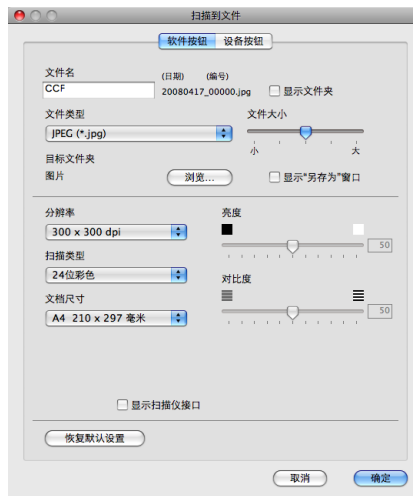 扫描到文件
软件按钮 设备按钮
文件名 (日期) (编号)
CCF 20080417_00000.jpg 显示文件夹
文件类型 文件大小
JPEG (*.jpg)
小 大
目标文件夹
图片 浏览... 显示“另存为”窗口
分辨率 亮度
300 x 300 dpi
50
扫描类型
24位彩色 对比度
文档尺寸
A4 210 x 297 毫米 50
显示扫描仪接口
恢复默认设置
取消 确定